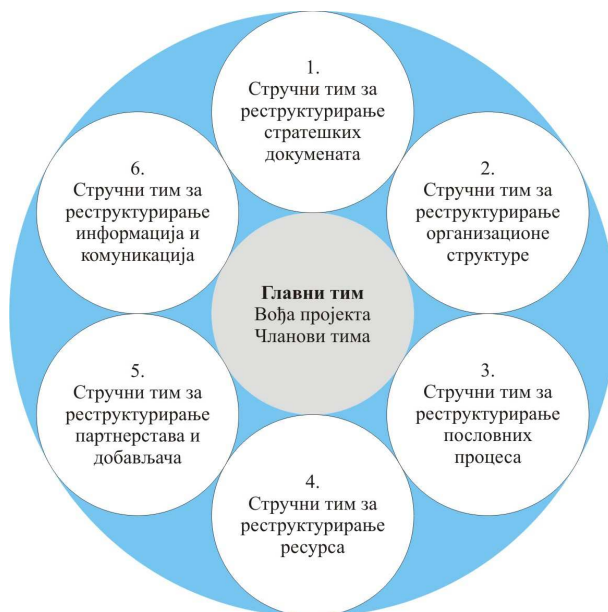 1.
Стручни тим за
реструктурирање
стратешких
докумената
2.
Стручни тим за
реструктурирање
организационе
структуре
3.
Стручни тим за
реструктурирање
пословних
процеса
4.
Стручни тим за
реструктурирање
ресурса
5.
Стручни тим за
реструктурирање
партнерстава и
добављача
6.
Стручни тим за
реструктурирање
информација и
комуникација
Главни тим
Вођа пројекта
Чланови тима